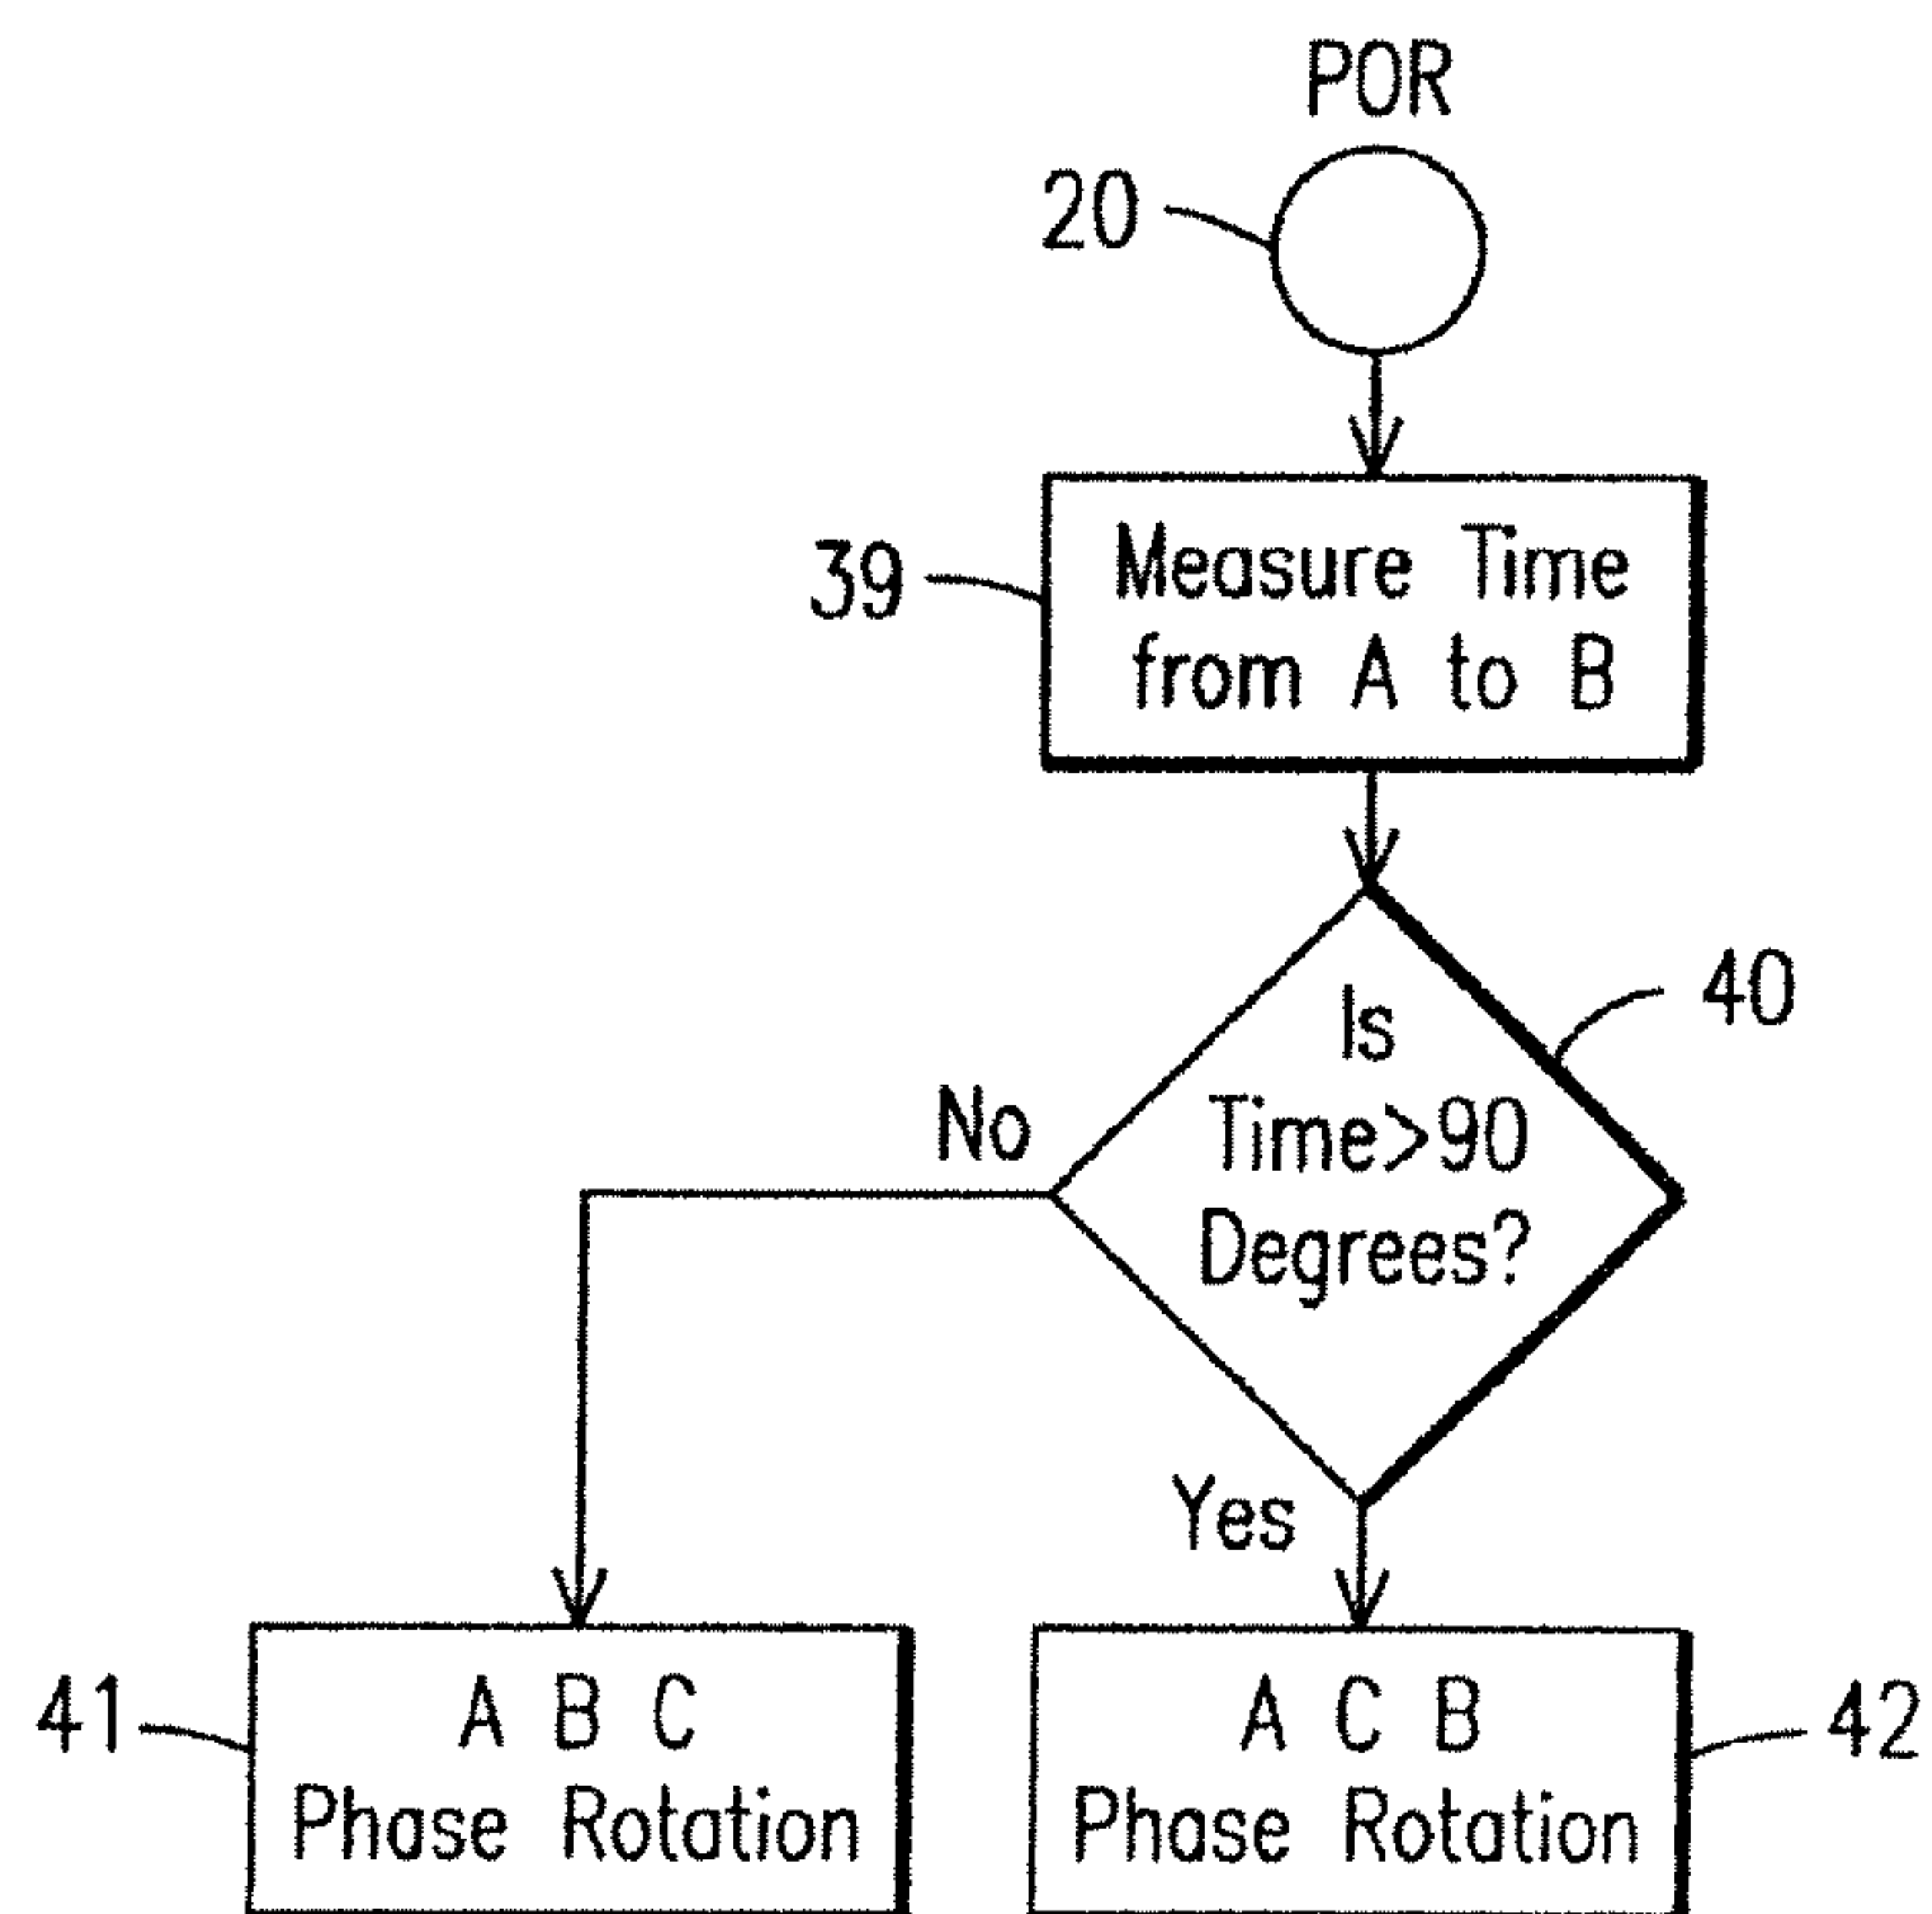 POR
20
39
Measure Time
from A to B
40
Is
Time>90
Degrees?
No
Yes
41
A B C
Phase Rotation
A C B
Phase Rotation
42